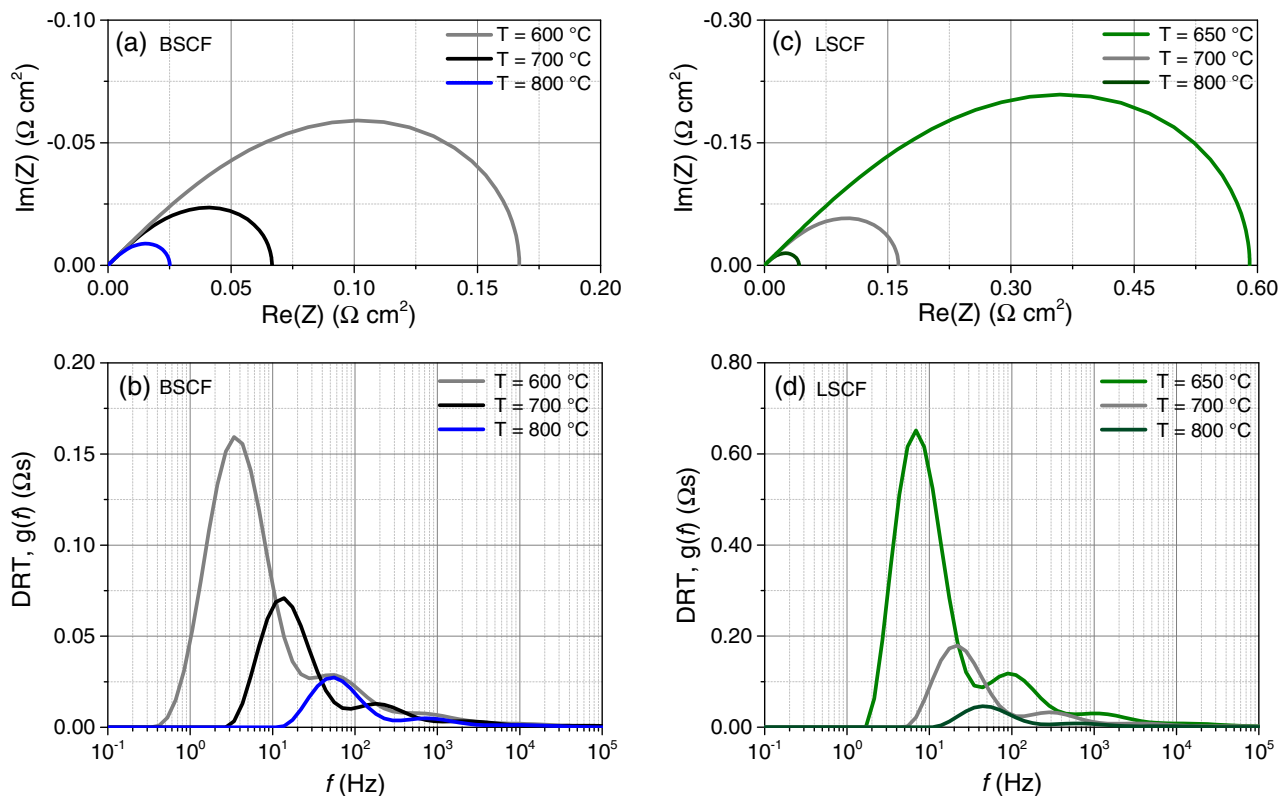 (a) BSCF
T = 600 °C
T = 700 °C
T = 800 °C
-0.10
-0.05
0.00
Im(Z) (Ω cm²)
0.00 0.05 0.10 0.15 0.20
Re(Z) (Ω cm²)
(c) LSCF
T = 650 °C
T = 700 °C
T = 800 °C
-0.30
-0.15
0.00
Im(Z) (Ω cm²)
0.00 0.15 0.30 0.45 0.60
Re(Z) (Ω cm²)
(b) BSCF
T = 600 °C
T = 700 °C
T = 800 °C
0.20
0.15
0.10
0.05
0.00
DRT, g(f) (Ωs)
10⁻¹ 10⁰ 10¹ 10² 10³ 10⁴ 10⁵
f (Hz)
(d) LSCF
T = 650 °C
T = 700 °C
T = 800 °C
0.80
0.60
0.40
0.20
0.00
DRT, g(f) (Ωs)
10⁻¹ 10⁰ 10¹ 10² 10³ 10⁴ 10⁵
f (Hz)